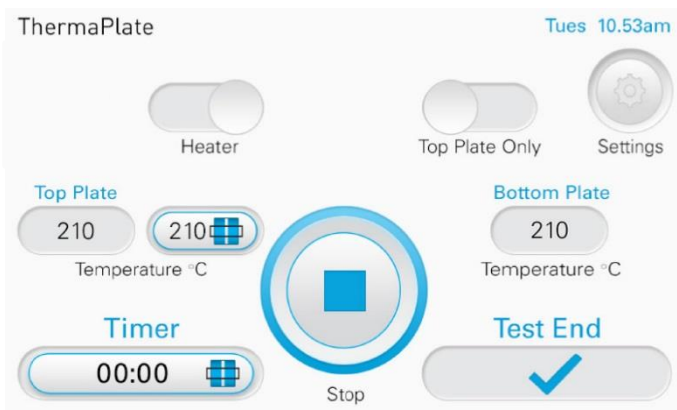 ThermaPlate
Tues 10.53am
Heater
Top Plate Only
Settings
Top Plate
210
210
Temperature °C
Bottom Plate
210
Temperature °C
Timer
00:00
Stop
Test End